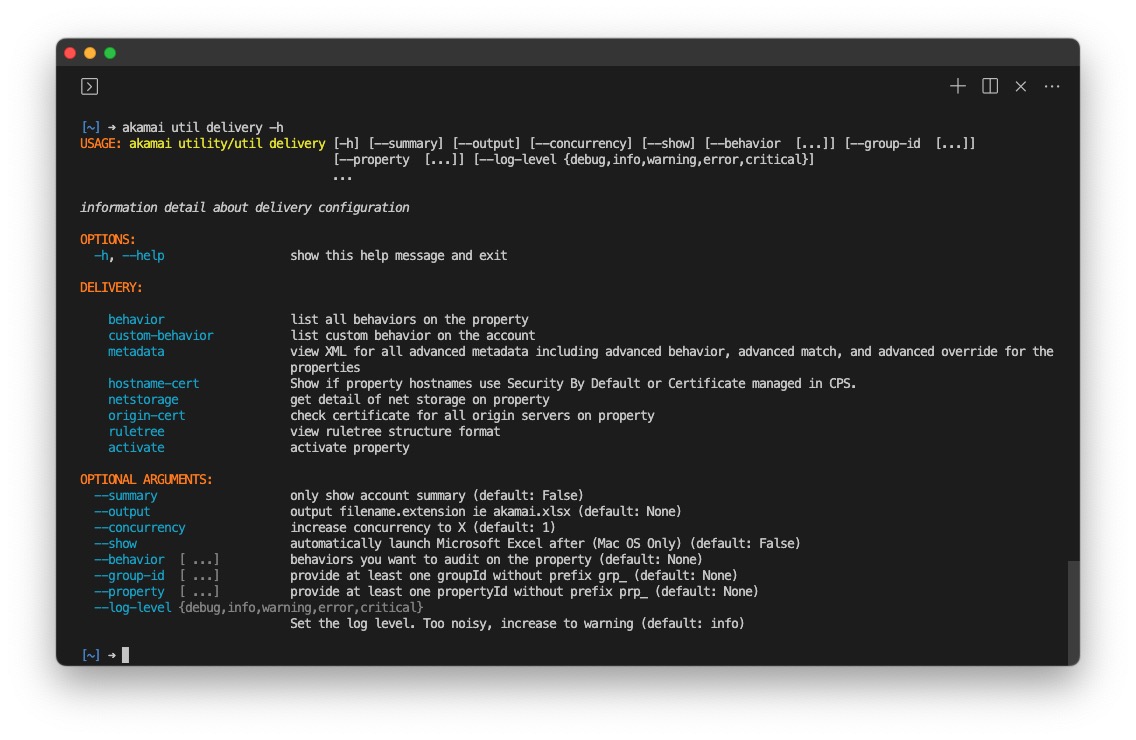 [~] ➜ akamai util delivery -h
USAGE: akamai utility/util delivery [-h] [--summary] [--output] [--concurrency] [--show] [--behavior  [...]] [--group-id  [...]]
[--property  [...]] [--log-level {debug,info,warning,error,critical}]
...
information detail about delivery configuration
OPTIONS:
-h, --help show this help message and exit
DELIVERY:
behavior list all behaviors on the property
custom-behavior list custom behavior on the account
metadata view XML for all advanced metadata including advanced behavior, advanced match, and advanced override for the
properties
hostname-cert Show if property hostnames use Security By Default or Certificate managed in CPS.
netstorage get detail of net storage on property
origin-cert check certificate for all origin servers on property
ruletree view ruletree structure format
activate activate property
OPTIONAL ARGUMENTS:
--summary only show account summary (default: False)
--output output filename.extension ie akamai.xlsx (default: None)
--concurrency increase concurrency to X (default: 1)
--show automatically launch Microsoft Excel after (Mac OS Only) (default: False)
--behavior  [ ...] behaviors you want to audit on the property (default: None)
--group-id  [ ...] provide at least one groupId without prefix grp_ (default: None)
--property  [ ...] provide at least one propertyId without prefix prp_ (default: None)
--log-level {debug,info,warning,error,critical}
Set the log level. Too noisy, increase to warning (default: info)
[~] ➜